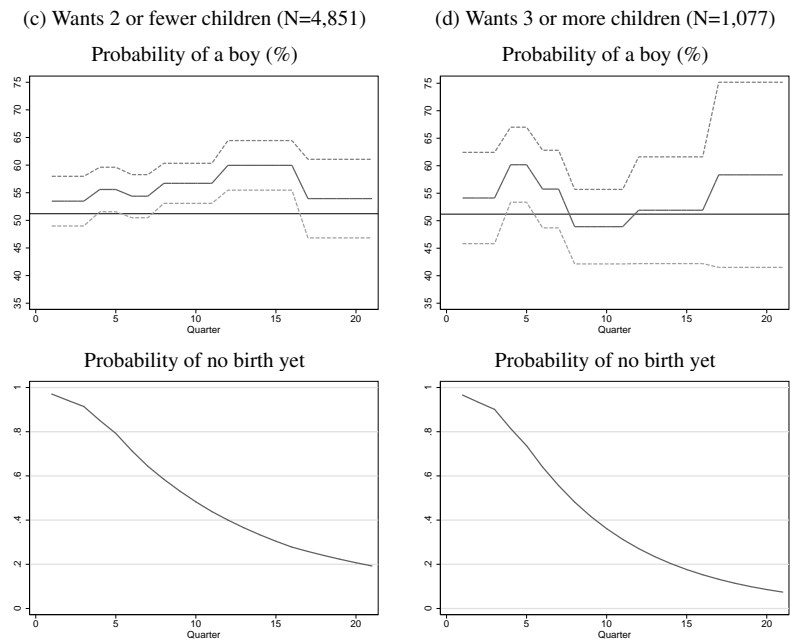 (c) Wants 2 or fewer children (N=4,851)
Probability of a boy (%)
75
70
65
60
55
50
45
40
35
0 5 10 15 20
Quarter
(d) Wants 3 or more children (N=1,077)
Probability of a boy (%)
75
70
65
60
55
50
45
40
35
0 5 10 15 20
Quarter
Probability of no birth yet
1
.8
.6
.4
.2
0
0 5 10 15 20
Quarter
Probability of no birth yet
1
.8
.6
.4
.2
0
0 5 10 15 20
Quarter